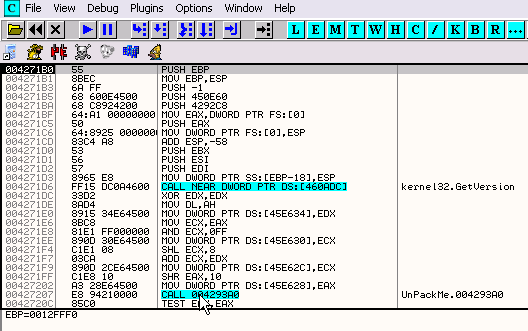 C File View Debug Plugins Options Window Help
L E M T W H C / K B R ...
004271B0 55 PUSH EBP
004271B1 8BEC MOV EBP,ESP
004271B3 6A FF PUSH -1
004271B5 68 600E4500 PUSH 450E60
004271BA 68 C8924200 PUSH 4292C8
004271BF 64:A1 00000000 MOV EAX,DWORD PTR FS:[0]
004271C5 50 PUSH EAX
004271C6 64:8925 0000000 MOV DWORD PTR FS:[0],ESP
004271CD 83C4 A8 ADD ESP,-58
004271D0 53 PUSH EBX
004271D1 56 PUSH ESI
004271D2 57 PUSH EDI
004271D3 8965 E8 MOV DWORD PTR SS:[EBP-18],ESP
004271D6 FF15 DC0A4600 CALL NEAR DWORD PTR DS:[460ADC] kernel32.GetVersion
004271DC 33D2 XOR EDX,EDX
004271DE 8AD4 MOV DL,AH
004271E0 8915 34E64500 MOV DWORD PTR DS:[45E634],EDX
004271E6 8BC8 MOV ECX,EAX
004271E8 81E1 FF000000 AND ECX,0FF
004271EE 890D 30E64500 MOV DWORD PTR DS:[45E630],ECX
004271F4 C1E1 08 SHL ECX,8
004271F7 03CA ADD ECX,EDX
004271F9 890D 2CE64500 MOV DWORD PTR DS:[45E62C],ECX
004271FF C1E8 10 SHR EAX,10
00427202 A3 28E64500 MOV DWORD PTR DS:[45E628],EAX
00427207 E8 94210000 CALL 004293A0 UnPackMe.004293A0
0042720C 85C0 TEST EAX,EAX
EBP=0012FFF0